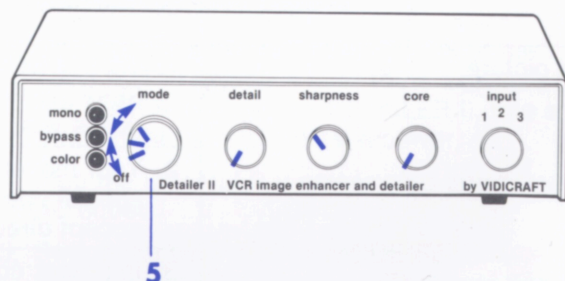 mode detail sharpness core input
mono
1 2 3
bypass
color
off
Detailer II VCR image enhancer and detailer by VIDICRAFT
5